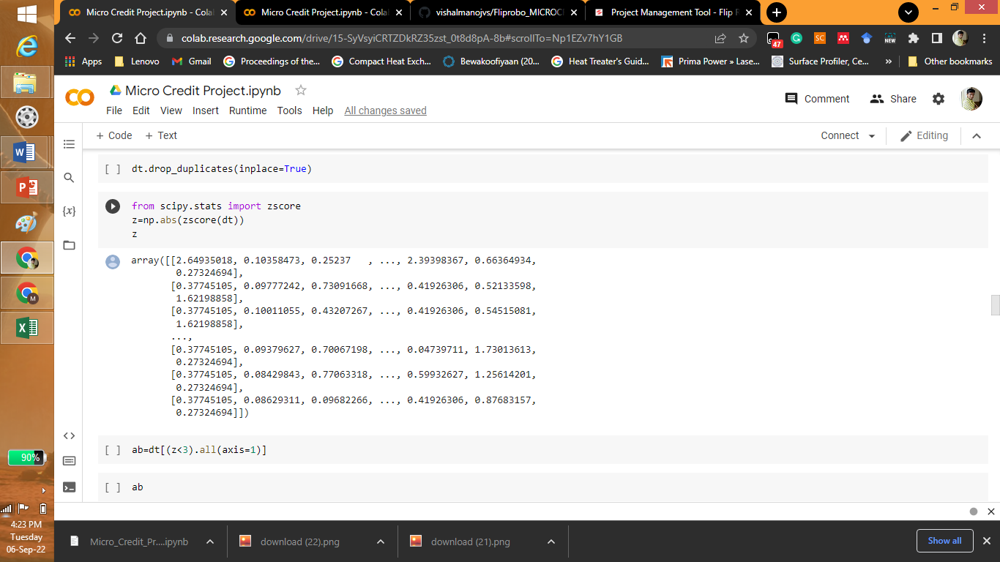 Micro Credit Project.ipynb - Cola
Micro Credit Project.ipynb - Cola
vishalmanojvs/Fliprobo_MICROC
Project Management Tool - Flip R
colab.research.google.com/drive/15-SyVsyiCRTZDkRZ35zst_0t8d8pA-8b#scrollTo=Np1EZv7hY1GB
47
SC
NEW
Apps
Lenovo
Gmail
Proceedings of the...
Compact Heat Exch...
Bewakoofiyaan (20...
Heat Treater's Guid...
Prima Power » Lase...
Surface Profiler, Ce...
»
Other bookmarks
Micro Credit Project.ipynb
Comment
Share
File Edit View Insert Runtime Tools Help All changes saved
+ Code + Text
Connect
Editing
[ ] dt.drop_duplicates(inplace=True)
from scipy.stats import zscore
z=np.abs(zscore(dt))
z
{x}
array([[2.64935018, 0.10358473, 0.25237   , ..., 2.39398367, 0.66364934,
0.27324694],
[0.37745105, 0.09777242, 0.73091668, ..., 0.41926306, 0.52133598,
1.62198858],
[0.37745105, 0.10011055, 0.43207267, ..., 0.41926306, 0.54515081,
1.62198858],
...,
[0.37745105, 0.09379627, 0.70067198, ..., 0.04739711, 1.73013613,
0.27324694],
[0.37745105, 0.08429843, 0.77063318, ..., 0.59932627, 1.25614201,
0.27324694],
[0.37745105, 0.08629311, 0.09682266, ..., 0.41926306, 0.87683157,
0.27324694]])
[ ] ab=dt[(z<3).all(axis=1)]
[ ] ab
90%
4:23 PM
Tuesday
06-Sep-22
Micro_Credit_Pr....ipynb
download (22).png
download (21).png
Show all